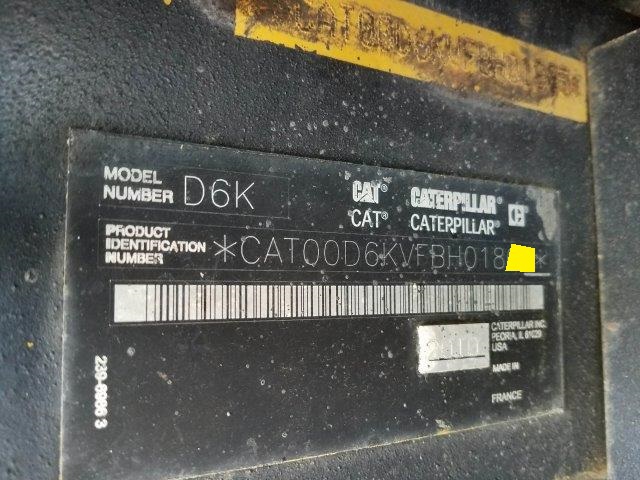 MODEL
NUMBER D6K
CAT® CATERPILLAR
CAT® CATERPILLAR®
PRODUCT
IDENTIFICATION
NUMBER *CAT00D6KVFBH018 *
CATERPILLAR INC.
PEORIA, IL 61629
USA
MADE IN
FRANCE
239-6966 3